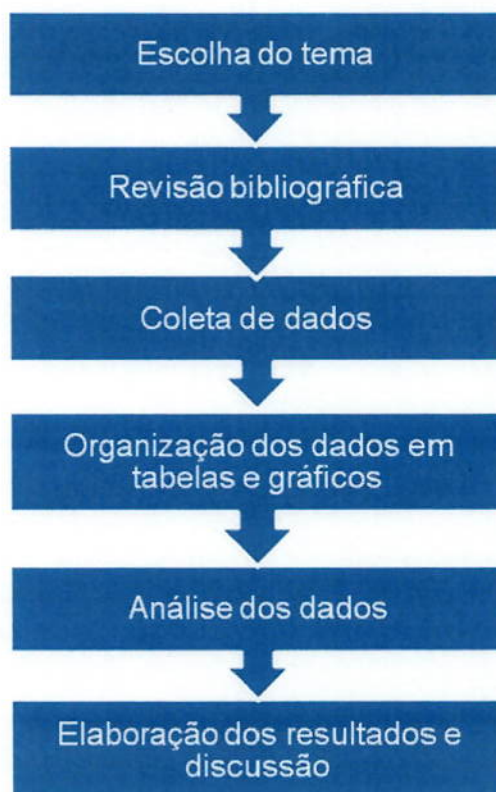 Escolha do tema
Revisão bibliográfica
Coleta de dados
Organização dos dados em
tabelas e gráficos
Análise dos dados
Elaboração dos resultados e
discussão